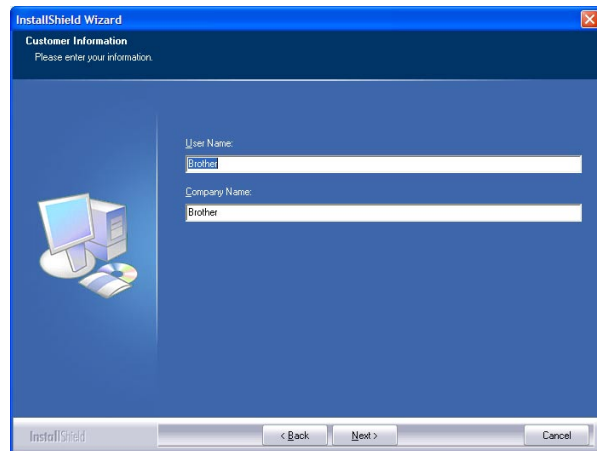 InstallShield Wizard
Customer Information
Please enter your information.
User Name:
Brother
Company Name:
Brother
InstallShield
< Back
Next >
Cancel